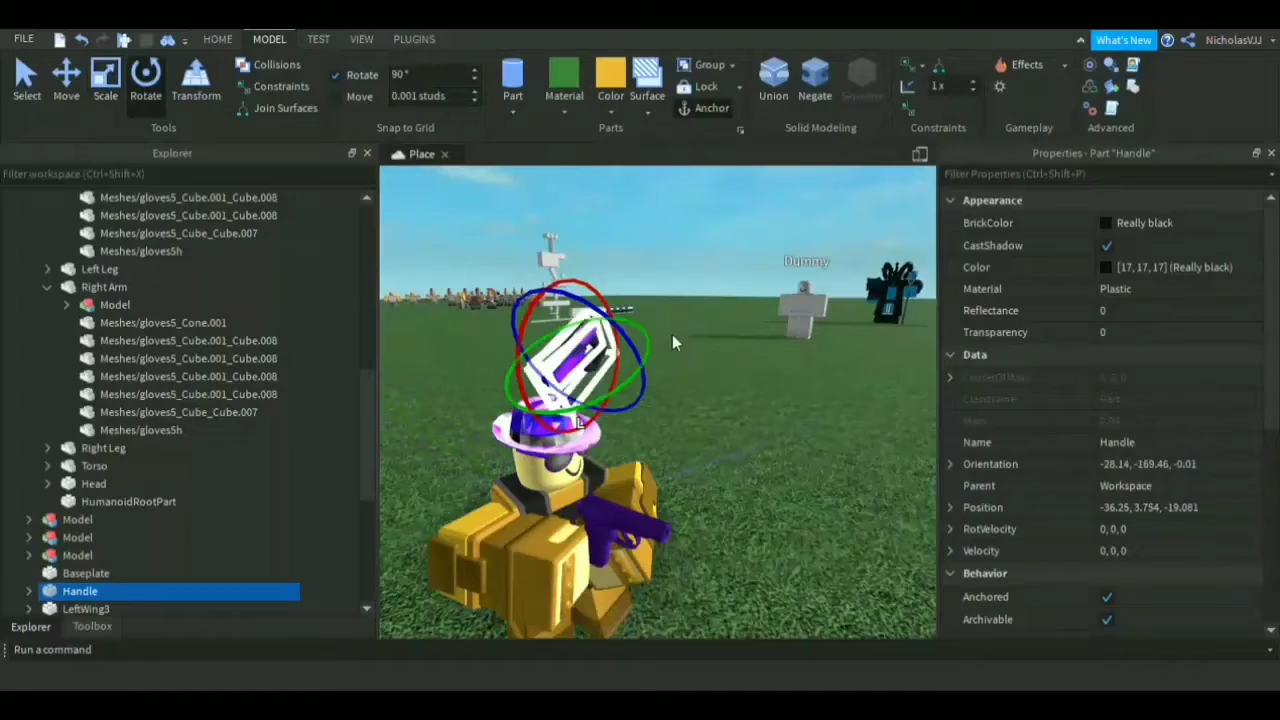 FILE HOME MODEL TEST VIEW PLUGINS What's New NicholasVJJ
Select Move Scale Rotate Transform
Collisions
Constraints
Join Surfaces
Rotate 90°
Move 0.001 studs
Part Material Color Surface
Group
Lock
Anchor
Union Negate
1 x
Effects
Tools Snap to Grid Parts Solid Modeling Constraints Gameplay Advanced
Explorer
Filter workspace (Ctrl+Shift+X)
Meshes/gloves5_Cube.001_Cube.008
Meshes/gloves5_Cube.001_Cube.008
Meshes/gloves5_Cube_Cube.007
Meshes/gloves5h
Left Leg
Right Arm
Model
Meshes/gloves5_Cone.001
Meshes/gloves5_Cube.001_Cube.008
Meshes/gloves5_Cube.001_Cube.008
Meshes/gloves5_Cube.001_Cube.008
Meshes/gloves5_Cube.001_Cube.008
Meshes/gloves5_Cube_Cube.007
Meshes/gloves5h
Right Leg
Torso
Head
HumanoidRootPart
Model
Model
Model
Baseplate
Handle
LeftWing3
Explorer Toolbox
Run a command
Place
Dummy
L
Properties - Part "Handle"
Filter Properties (Ctrl+Shift+P)
Appearance
BrickColor Really black
CastShadow
Color [17, 17, 17] (Really black)
Material Plastic
Reflectance 0
Transparency 0
Data
Name Handle
Orientation -28.14, -169.46, -0.01
Parent Workspace
Position -36.25, 3.754, -19.081
RotVelocity 0, 0, 0
Velocity 0, 0, 0
Behavior
Anchored
Archivable